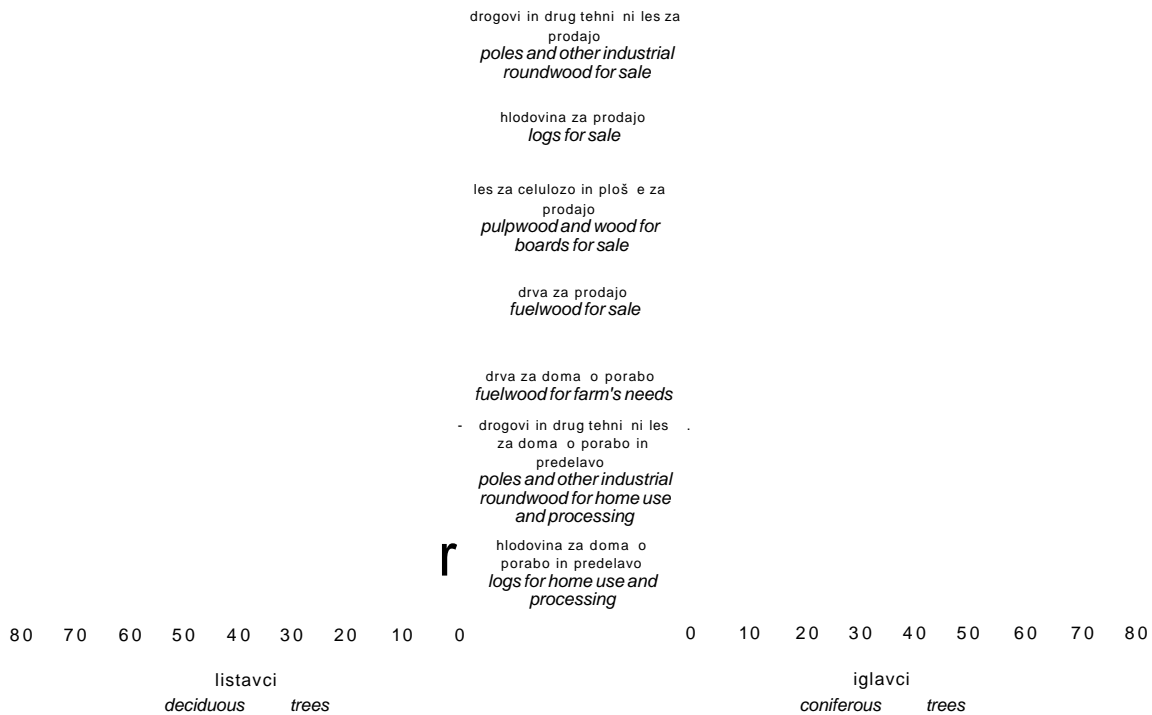 drogovi in drug tehni ni les za
prodajo
poles and other industrial
roundwood for sale
hlodovina za prodajo
logs for sale
les za celulozo in ploš e za
prodajo
pulpwood and wood for
boards for sale
drva za prodajo
fuelwood for sale
drva za doma o porabo
fuelwood for farm's needs
- drogovi in drug tehni ni les .
za doma o porabo in
predelavo
poles and other industrial
roundwood for home use
and processing
r hlodovina za doma o
porabo in predelavo
logs for home use and
processing
80 70 60 50 40 30 20 10 0 0 10 20 30 40 50 60 70 80
listavci iglavci
deciduous trees coniferous trees